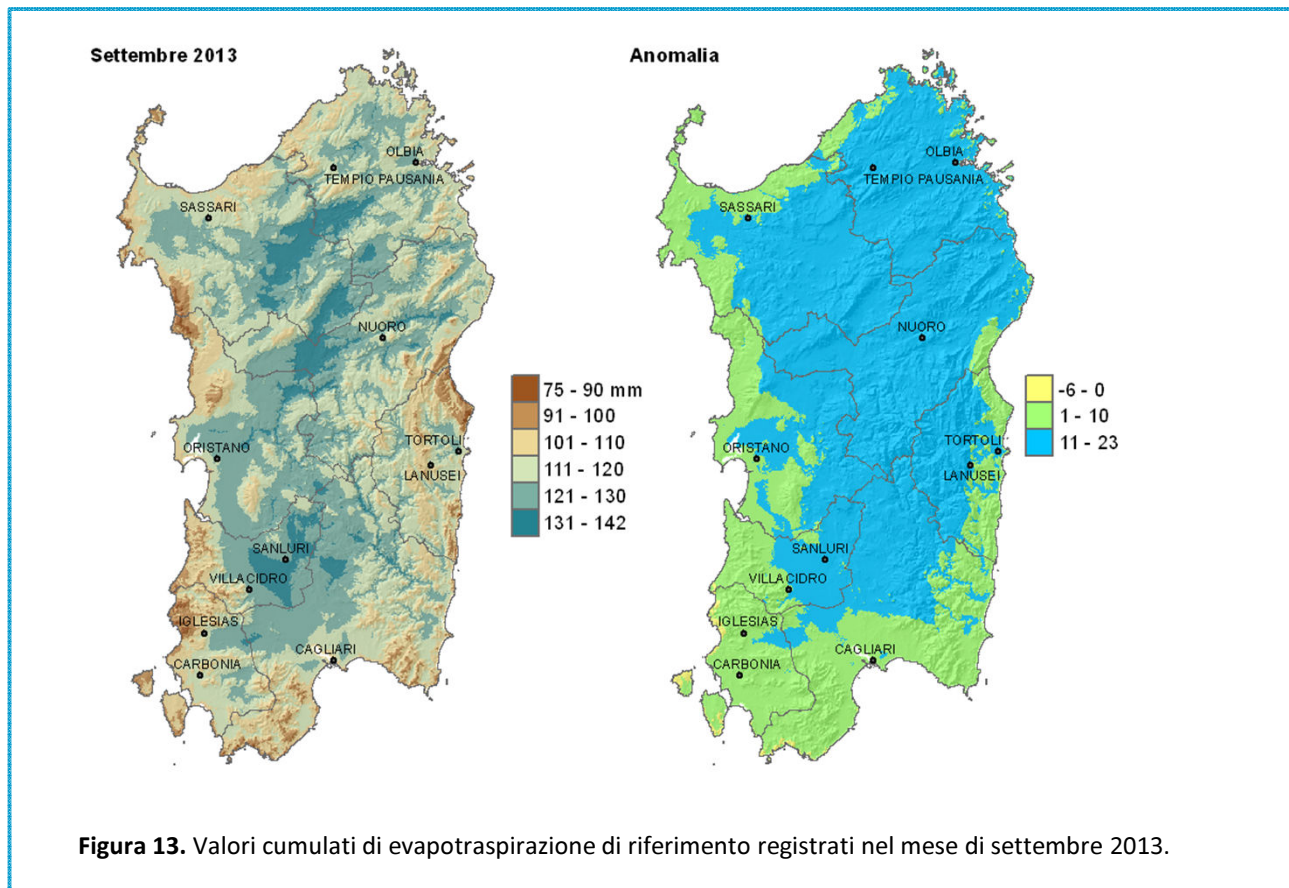 Settembre 2013
OLBIA
TEMPIO PAUSANIA
SASSARI
NUORO
ORISTANO
TORTOLI
LANUSEI
SANLURI
VILLACIDRO
IGLESIAS
CAGLIARI
CARBONIA
75 - 90 mm
91 - 100
101 - 110
111 - 120
121 - 130
131 - 142
Anomalia
OLBIA
TEMPIO PAUSANIA
SASSARI
NUORO
ORISTANO
TORTOLI
LANUSEI
SANLURI
VILLACIDRO
IGLESIAS
CAGLIARI
CARBONIA
-6 - 0
1 - 10
11 - 23
Figura 13. Valori cumulati di evapotraspirazione di riferimento registrati nel mese di settembre 2013.